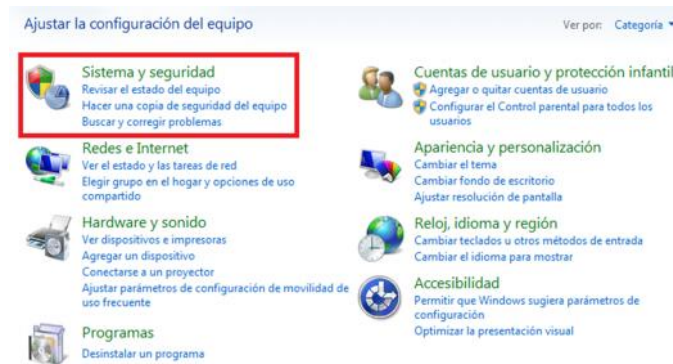 Ajustar la configuración del equipo
Ver por: Categoría
Sistema y seguridad
Revisar el estado del equipo
Hacer una copia de seguridad del equipo
Buscar y corregir problemas
Redes e Internet
Ver el estado y las tareas de red
Elegir grupo en el hogar y opciones de uso
compartido
Hardware y sonido
Ver dispositivos e impresoras
Agregar un dispositivo
Conectarse a un proyector
Ajustar parámetros de configuración de movilidad de
uso frecuente
Programas
Desinstalar un programa
Cuentas de usuario y protección infantil
Agregar o quitar cuentas de usuario
Configurar el Control parental para todos los
usuarios
Apariencia y personalización
Cambiar el tema
Cambiar fondo de escritorio
Ajustar resolución de pantalla
Reloj, idioma y región
Cambiar teclados u otros métodos de entrada
Cambiar el idioma para mostrar
Accesibilidad
Permitir que Windows sugiera parámetros de
configuración
Optimizar la presentación visual